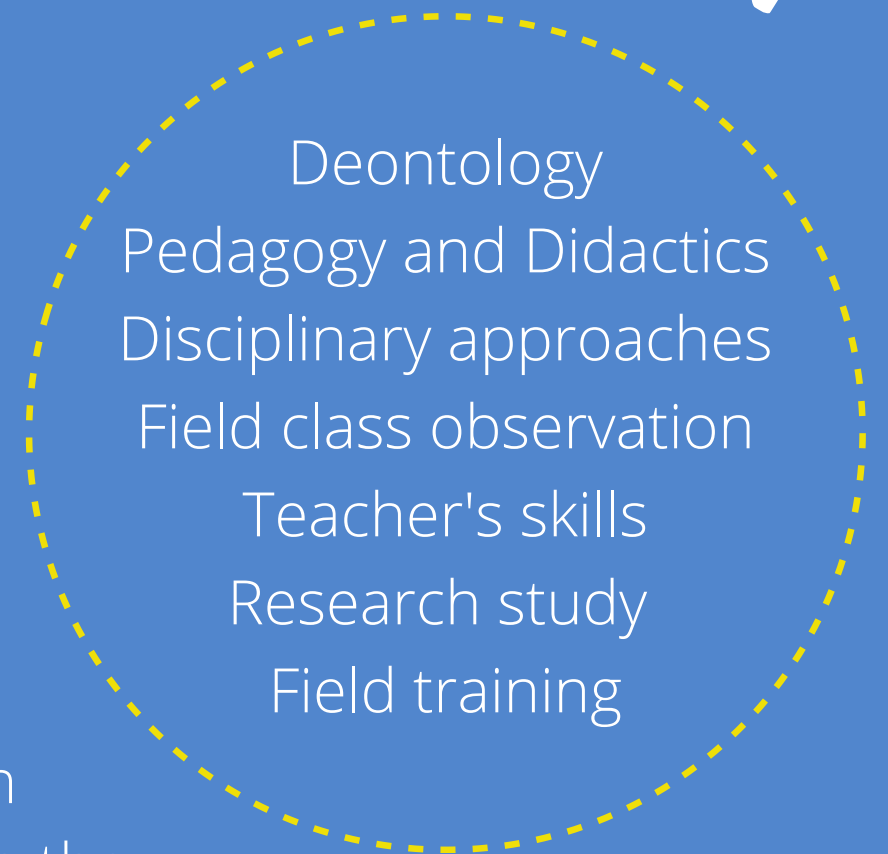 Deontology
Pedagogy and Didactics
Disciplinary approaches
Field class observation
Teacher's skills
Research study
Field training